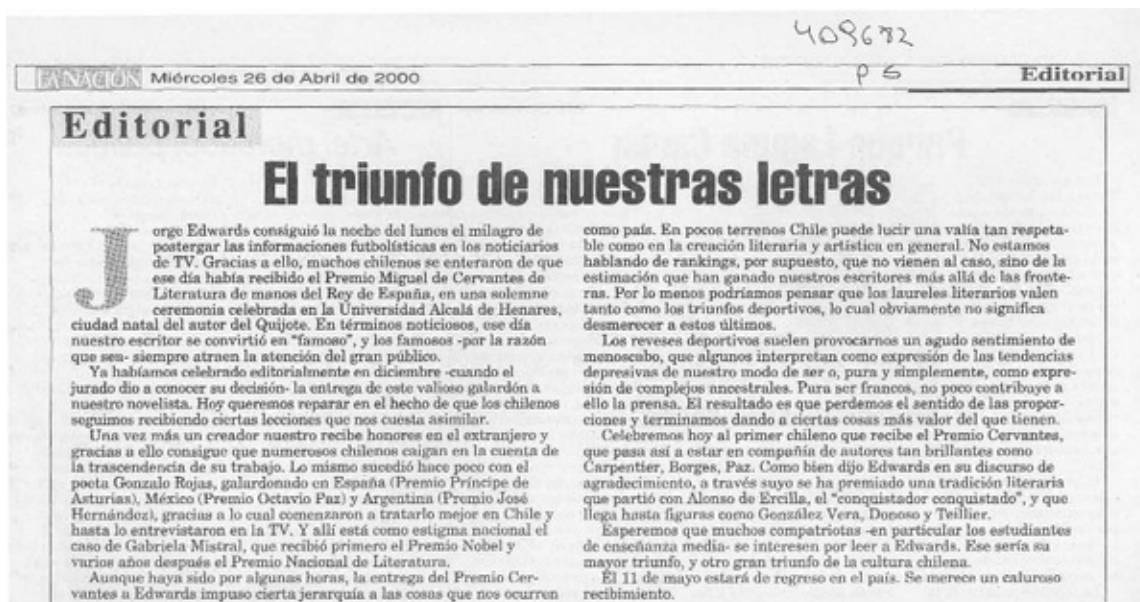 409672
p 5
LA NACIÓN Miércoles 26 de Abril de 2000
Editorial
Editorial
El triunfo de nuestras letras
Jorge Edwards consiguió la noche del lunes el milagro de
postergar las informaciones futbolísticas en los noticiarios
de TV. Gracias a ello, muchos chilenos se enteraron de que
ese día había recibido el Premio Miguel de Cervantes de
Literatura de manos del Rey de España, en una solemne
ceremonia celebrada en la Universidad Alcalá de Henares,
ciudad natal del autor del Quijote. En términos noticiosos, ese día
nuestro escritor se convirtió en "famoso", y los famosos -por la razón
que sea- siempre atraen la atención del gran público.
Ya habíamos celebrado editorialmente en diciembre -cuando el
jurado dio a conocer su decisión- la entrega de este valioso galardón a
nuestro novelista. Hoy queremos reparar en el hecho de que los chilenos
seguimos recibiendo ciertas lecciones que nos cuesta asimilar.
Una vez más un creador nuestro recibe honores en el extranjero y
gracias a ello consigue que numerosos chilenos caigan en la cuenta de
la trascendencia de su trabajo. Lo mismo sucedió hace poco con el
poeta Gonzalo Rojas, galardonado en España (Premio Príncipe de
Asturias), México (Premio Octavio Paz) y Argentina (Premio José
Hernández), gracias a lo cual comenzaron a tratarlo mejor en Chile y
hasta lo entrevistaron en la TV. Y allí está como estigma nacional el
caso de Gabriela Mistral, que recibió primero el Premio Nobel y
varios años después el Premio Nacional de Literatura.
Aunque haya sido por algunas horas, la entrega del Premio Cer-
vantes a Edwards impuso cierta jerarquía a las cosas que nos ocurren
como país. En pocos terrenos Chile puede lucir una valía tan respeta-
ble como en la creación literaria y artística en general. No estamos
hablando de rankings, por supuesto, que no vienen al caso, sino de la
estimación que han ganado nuestros escritores más allá de las fronte-
ras. Por lo menos podríamos pensar que los laureles literarios valen
tanto como los triunfos deportivos, lo cual obviamente no significa
desmerecer a estos últimos.
Los reveses deportivos suelen provocarnos un agudo sentimiento de
menoscabo, que algunos interpretan como expresión de las tendencias
depresivas de nuestro modo de ser o, pura y simplemente, como expre-
sión de complejos ancestrales. Para ser francos, no poco contribuye a
ello la prensa. El resultado es que perdemos el sentido de las propor-
ciones y terminamos dando a ciertas cosas más valor del que tienen.
Celebremos hoy al primer chileno que recibe el Premio Cervantes,
que pasa así a estar en compañía de autores tan brillantes como
Carpentier, Borges, Paz. Como bien dijo Edwards en su discurso de
agradecimiento, a través suyo se ha premiado una tradición literaria
que partió con Alonso de Ercilla, el "conquistador conquistado", y que
llega hasta figuras como González Vera, Donoso y Teillier.
Esperemos que muchos compatriotas -en particular los estudiantes
de enseñanza media- se interesen por leer a Edwards. Ese sería su
mayor triunfo, y otro gran triunfo de la cultura chilena.
El 11 de mayo estará de regreso en el país. Se merece un caluroso
recibimiento.